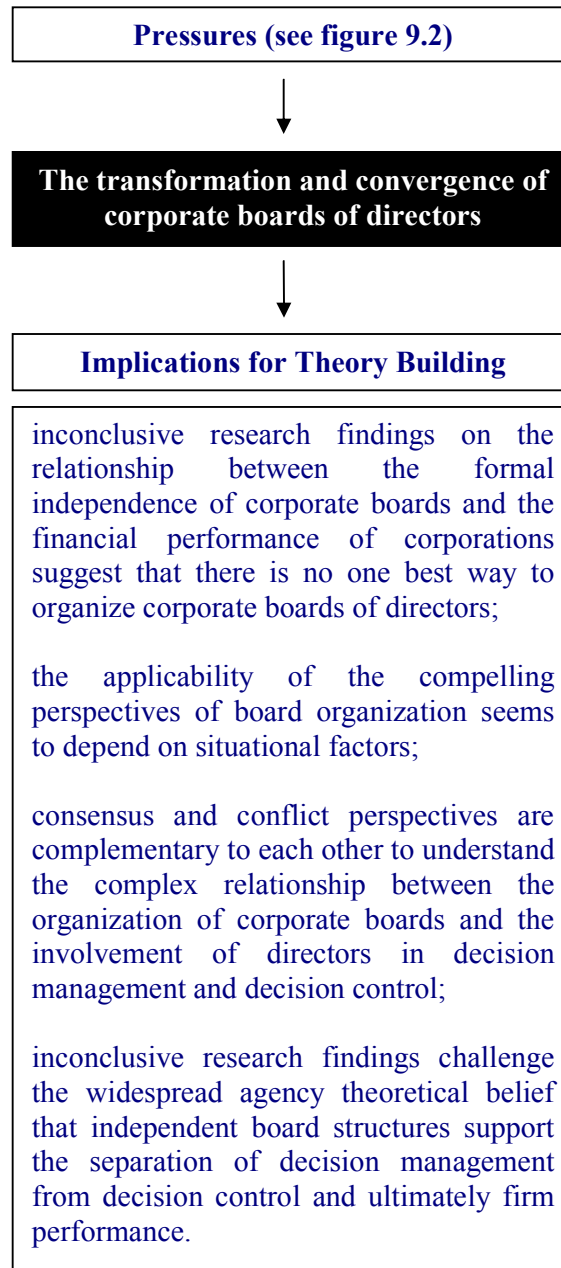 Pressures (see figure 9.2)
The transformation and convergence of
corporate boards of directors
Implications for Theory Building
inconclusive research findings on the
relationship between the formal
independence of corporate boards and the
financial performance of corporations
suggest that there is no one best way to
organize corporate boards of directors;
the applicability of the compelling
perspectives of board organization seems
to depend on situational factors;
consensus and conflict perspectives are
complementary to each other to understand
the complex relationship between the
organization of corporate boards and the
involvement of directors in decision
management and decision control;
inconclusive research findings challenge
the widespread agency theoretical belief
that independent board structures support
the separation of decision management
from decision control and ultimately firm
performance.